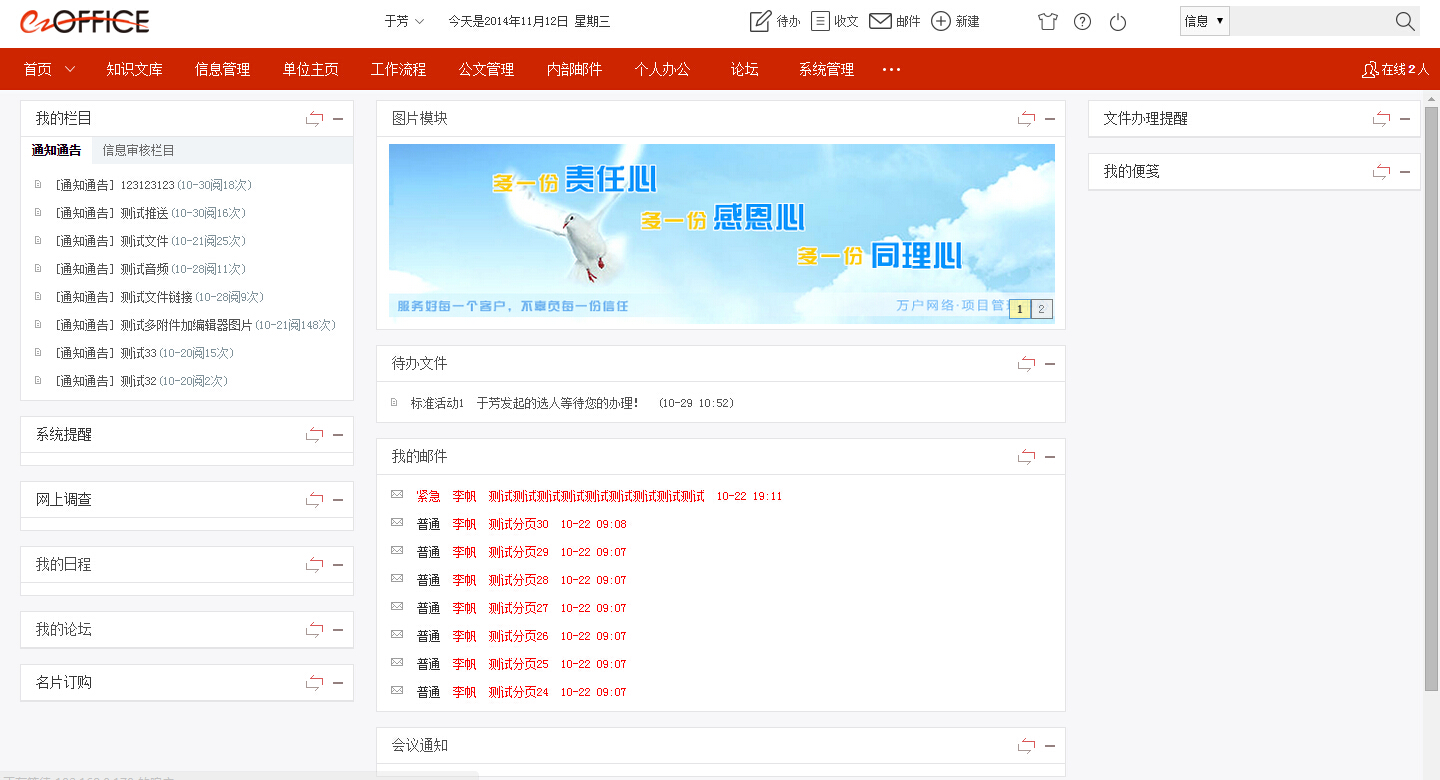 ezOFFICE
于芳 今天是2014年11月12日 星期三 待办 收文 邮件 新建 信息
首页 知识文库 信息管理 单位主页 工作流程 公文管理 内部邮件 个人办公 论坛 系统管理 ... 在线2人
我的栏目
通知通告 信息审核栏目
[通知通告] 123123123(10-30阅18次)
[通知通告] 测试推送(10-30阅16次)
[通知通告] 测试文件(10-21阅25次)
[通知通告] 测试音频(10-28阅11次)
[通知通告] 测试文件链接(10-28阅9次)
[通知通告] 测试多附件加编辑器图片(10-21阅148次)
[通知通告] 测试33(10-20阅15次)
[通知通告] 测试32(10-20阅2次)
系统提醒
网上调查
我的日程
我的论坛
名片订购
图片模块
多一份责任心
多一份感恩心
多一份同理心
服务好每一个客户，不辜负每一份信任
万户网络·项目管
1 2
待办文件
标准活动1 于芳发起的选人等待您的办理! (10-29 10:52)
我的邮件
紧急 李帆 测试测试测试测试测试测试测试测试测试 10-22 19:11
普通 李帆 测试分页30 10-22 09:08
普通 李帆 测试分页29 10-22 09:07
普通 李帆 测试分页28 10-22 09:07
普通 李帆 测试分页27 10-22 09:07
普通 李帆 测试分页26 10-22 09:07
普通 李帆 测试分页25 10-22 09:07
普通 李帆 测试分页24 10-22 09:07
会议通知
文件办理提醒
我的便笺